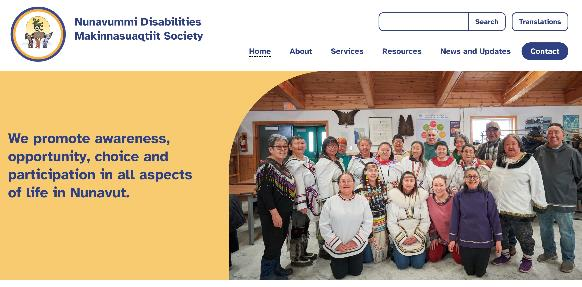 Nunavummi Disabilities
Makinnasuaqtiit Society
Search
Translations
Home
About
Services
Resources
News and Updates
Contact
We promote awareness,
opportunity, choice and
participation in all aspects
of life in Nunavut.